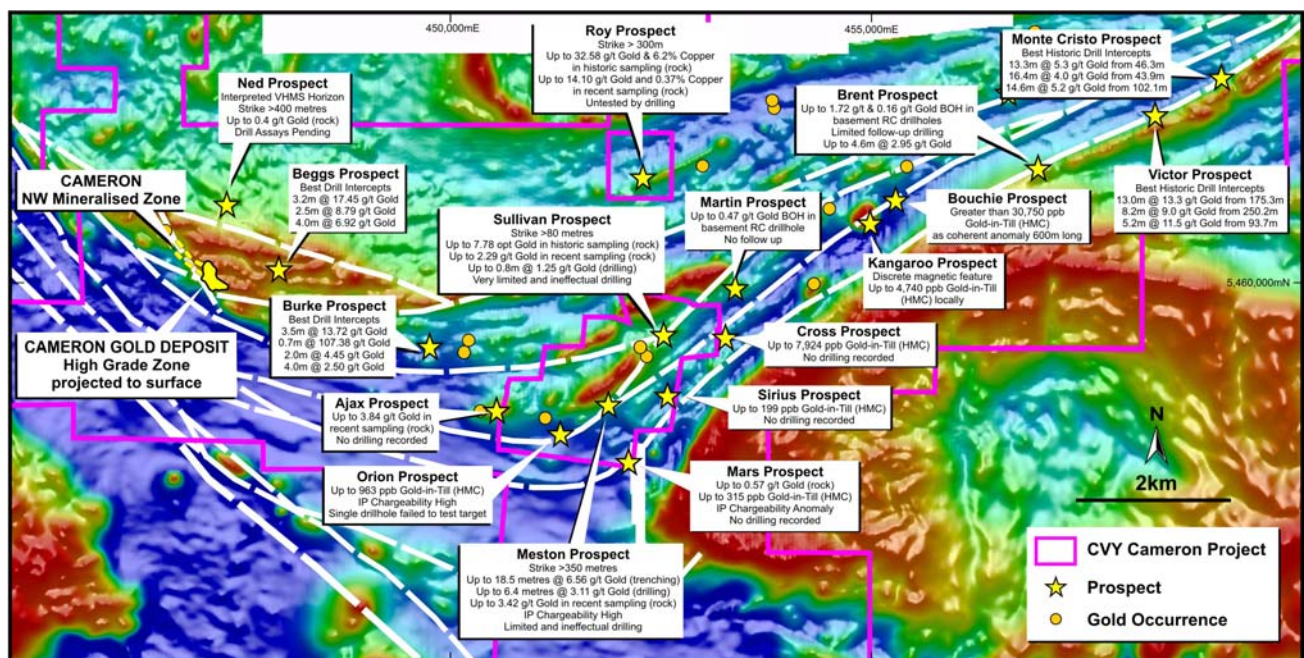 450,000mE
455,000mE
5,460,000mN
Roy Prospect
Strike > 300m
Up to 32.58 g/t Gold & 6.2% Copper
in historic sampling (rock)
Up to 14.10 g/t Gold and 0.37% Copper
in recent sampling (rock)
Untested by drilling
Monte Cristo Prospect
Best Historic Drill Intercepts
13.3m @ 5.3 g/t Gold from 46.3m
16.4m @ 4.0 g/t Gold from 43.9m
14.6m @ 5.2 g/t Gold from 102.1m
Ned Prospect
Interpreted VHMS Horizon
Strike >400 metres
Up to 0.4 g/t Gold (rock)
Drill Assays Pending
Brent Prospect
Up to 1.72 g/t & 0.16 g/t Gold BOH in
basement RC drillholes
Limited follow-up drilling
Up to 4.6m @ 2.95 g/t Gold
CAMERON
NW Mineralised Zone
Beggs Prospect
Best Drill Intercepts
3.2m @ 17.45 g/t Gold
2.5m @ 8.79 g/t Gold
4.0m @ 6.92 g/t Gold
Victor Prospect
Best Historic Drill Intercepts
13.0m @ 13.3 g/t Gold from 175.3m
8.2m @ 9.0 g/t Gold from 250.2m
5.2m @ 11.5 g/t Gold from 93.7m
Martin Prospect
Up to 0.47 g/t Gold BOH in
basement RC drillhole
No follow up
Bouchie Prospect
Greater than 30,750 ppb
Gold-in-Till (HMC)
as coherent anomaly 600m long
Sullivan Prospect
Strike >80 metres
Up to 7.78 opt Gold in historic sampling (rock)
Up to 2.29 g/t Gold in recent sampling (rock)
Up to 0.8m @ 1.25 g/t Gold (drilling)
Very limited and ineffectual drilling
Kangaroo Prospect
Discrete magnetic feature
Up to 4,740 ppb Gold-in-Till
(HMC) locally
Burke Prospect
Best Drill Intercepts
3.5m @ 13.72 g/t Gold
0.7m @ 107.38 g/t Gold
2.0m @ 4.45 g/t Gold
4.0m @ 2.50 g/t Gold
CAMERON GOLD DEPOSIT
High Grade Zone
projected to surface
Cross Prospect
Up to 7,924 ppb Gold-in-Till (HMC)
No drilling recorded
Ajax Prospect
Up to 3.84 g/t Gold in
recent sampling (rock)
No drilling recorded
Sirius Prospect
Up to 199 ppb Gold-in-Till (HMC)
No drilling recorded
Orion Prospect
Up to 963 ppb Gold-in-Till (HMC)
IP Chargeability High
Single drillhole failed to test target
Mars Prospect
Up to 0.57 g/t Gold (rock)
Up to 315 ppb Gold-in-Till (HMC)
IP Chargeability Anomaly
No drilling recorded
Meston Prospect
Strike >350 metres
Up to 18.5 metres @ 6.56 g/t Gold (trenching)
Up to 6.4 metres @ 3.11 g/t Gold (drilling)
Up to 3.42 g/t Gold in recent sampling (rock)
IP Chargeability High
Limited and ineffectual drilling
N
2km
CVY Cameron Project
Prospect
Gold Occurrence